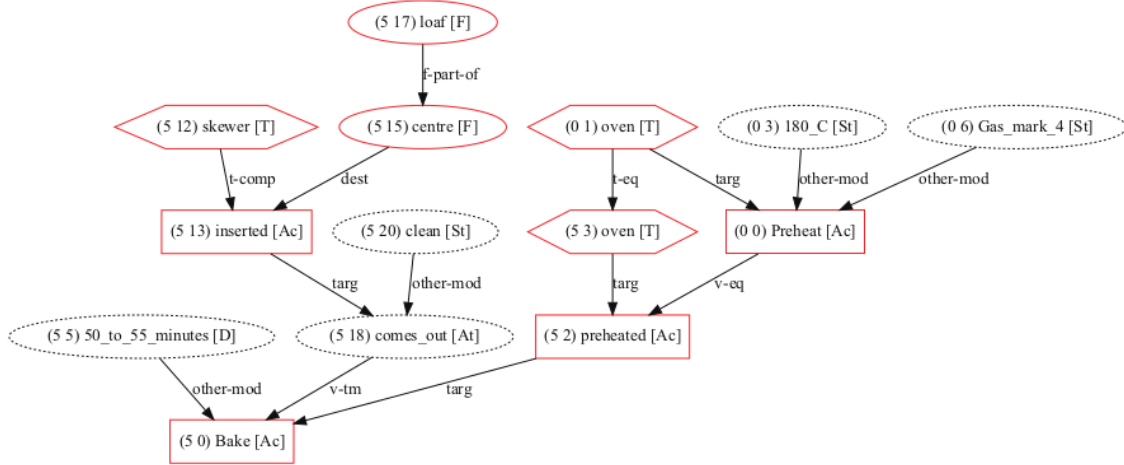 (5 17) loaf [F]
f-part-of
(5 12) skewer [T]
(5 15) centre [F]
(0 1) oven [T]
(0 3) 180_C [St]
(0 6) Gas_mark_4 [St]
t-comp
dest
t-eq
targ
other-mod
other-mod
(5 13) inserted [Ac]
(5 20) clean [St]
(5 3) oven [T]
(0 0) Preheat [Ac]
targ
other-mod
targ
v-eq
(5 5) 50_to_55_minutes [D]
(5 18) comes_out [At]
(5 2) preheated [Ac]
other-mod
v-tm
targ
(5 0) Bake [Ac]